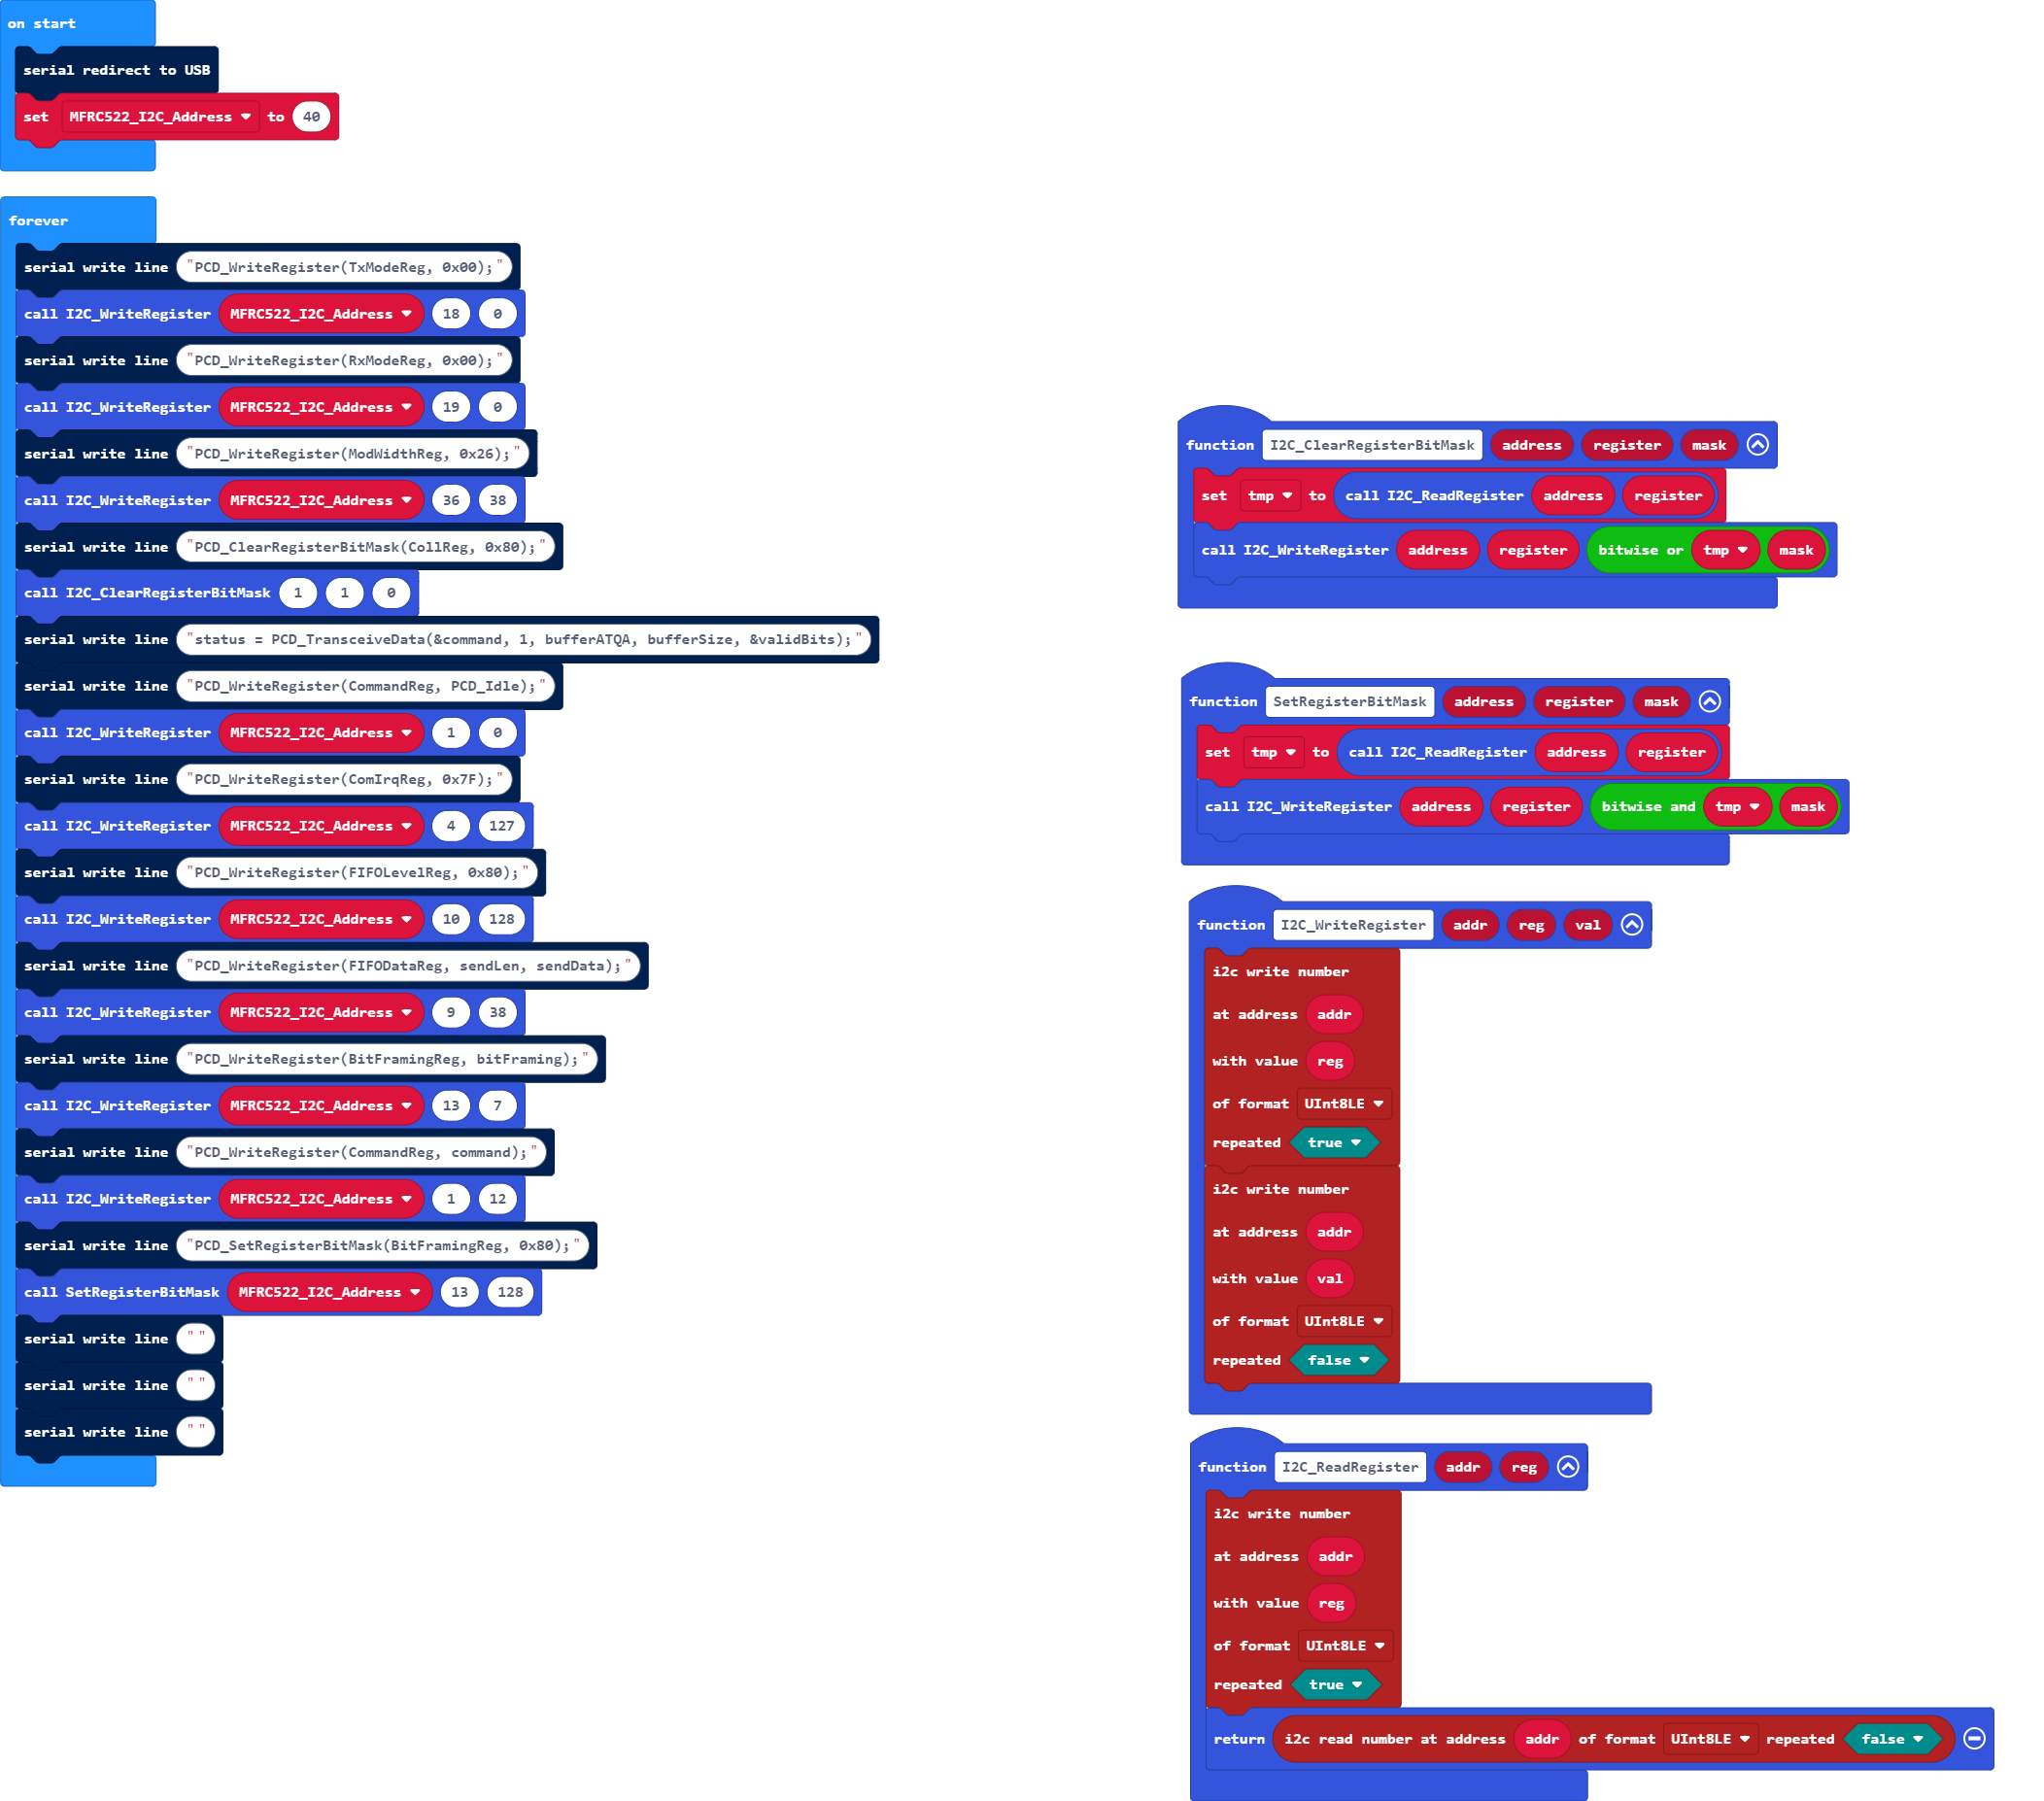 on start
serial redirect to USB
set MFRC522_I2C_Address to 40
forever
serial write line "PCD_WriteRegister(TxModeReg, 0x00);"
call I2C_WriteRegister MFRC522_I2C_Address 18 0
serial write line "PCD_WriteRegister(RxModeReg, 0x00);"
call I2C_WriteRegister MFRC522_I2C_Address 19 0
serial write line "PCD_WriteRegister(ModWidthReg, 0x26);"
call I2C_WriteRegister MFRC522_I2C_Address 36 38
serial write line "PCD_ClearRegisterBitMask(CollReg, 0x80);"
call I2C_ClearRegisterBitMask 1 1 0
serial write line "status = PCD_TransceiveData(&command, 1, bufferATQA, bufferSize, &validBits);"
serial write line "PCD_WriteRegister(CommandReg, PCD_Idle);"
call I2C_WriteRegister MFRC522_I2C_Address 1 0
serial write line "PCD_WriteRegister(ComIrqReg, 0x7F);"
call I2C_WriteRegister MFRC522_I2C_Address 4 127
serial write line "PCD_WriteRegister(FIFOLevelReg, 0x80);"
call I2C_WriteRegister MFRC522_I2C_Address 10 128
serial write line "PCD_WriteRegister(FIFODataReg, sendLen, sendData);"
call I2C_WriteRegister MFRC522_I2C_Address 9 38
serial write line "PCD_WriteRegister(BitFramingReg, bitFraming);"
call I2C_WriteRegister MFRC522_I2C_Address 13 7
serial write line "PCD_WriteRegister(CommandReg, command);"
call I2C_WriteRegister MFRC522_I2C_Address 1 12
serial write line "PCD_SetRegisterBitMask(BitFramingReg, 0x80);"
call SetRegisterBitMask MFRC522_I2C_Address 13 128
serial write line ""
serial write line ""
serial write line ""
function I2C_ClearRegisterBitMask address register mask
set tmp to call I2C_ReadRegister address register
call I2C_WriteRegister address register bitwise or tmp mask
function SetRegisterBitMask address register mask
set tmp to call I2C_ReadRegister address register
call I2C_WriteRegister address register bitwise and tmp mask
function I2C_WriteRegister addr reg val
i2c write number
at address addr
with value reg
of format UInt8LE
repeated true
i2c write number
at address addr
with value val
of format UInt8LE
repeated false
function I2C_ReadRegister addr reg
i2c write number
at address addr
with value reg
of format UInt8LE
repeated true
return i2c read number at address addr of format UInt8LE repeated false